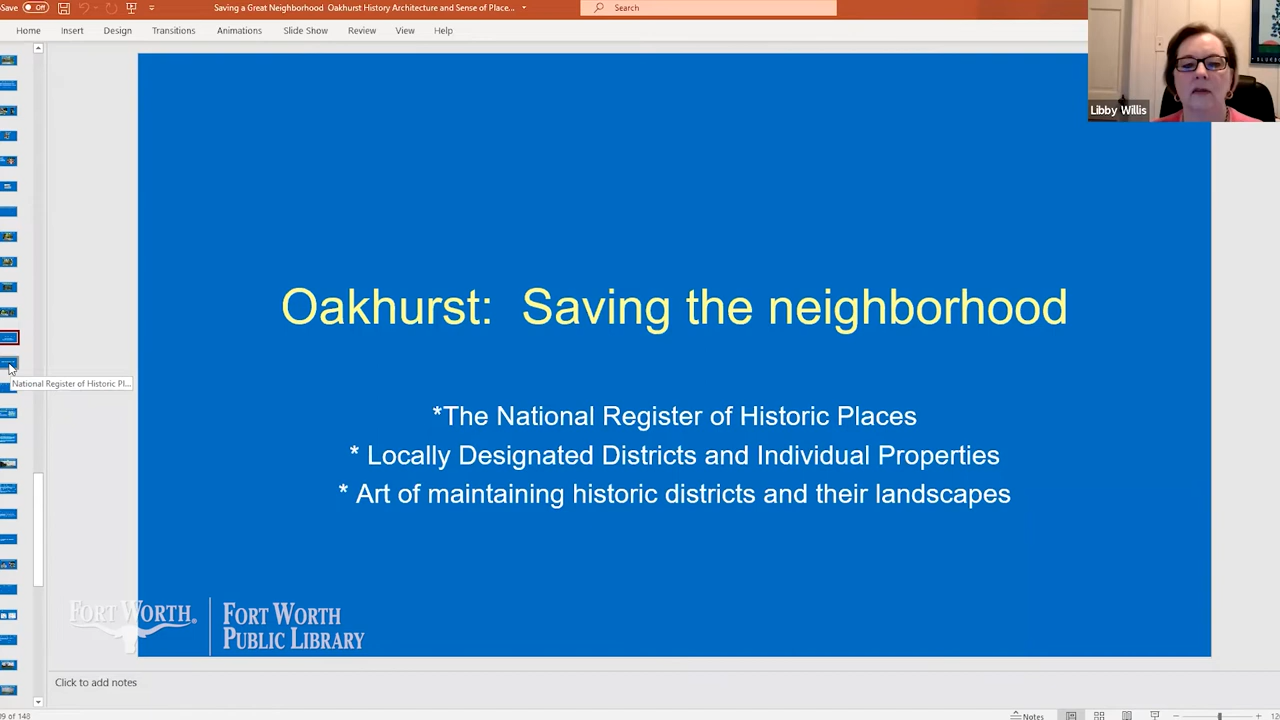 Save Off Saving a Great Neighborhood Oakhurst History Architecture and Sense of Place... Search
Home Insert Design Transitions Animations Slide Show Review View Help
Libby Willis
Oakhurst: Saving the neighborhood
National Register of Historic Pl...
*The National Register of Historic Places
* Locally Designated Districts and Individual Properties
* Art of maintaining historic districts and their landscapes
FORT WORTH®
FORT WORTH
PUBLIC LIBRARY
Click to add notes
of 148 Notes